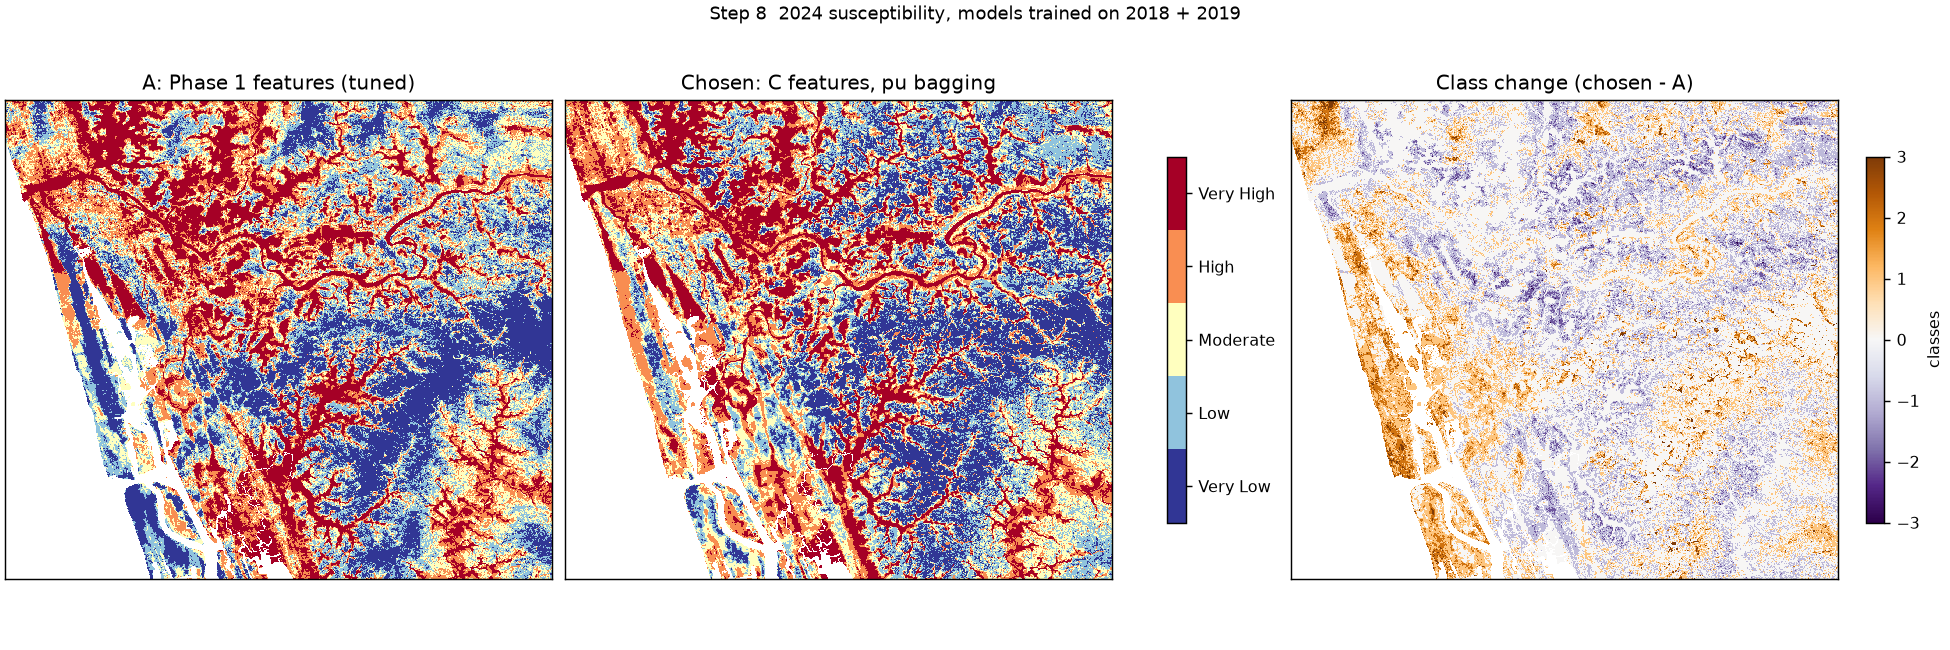 Step 8  2024 susceptibility, models trained on 2018 + 2019
A: Phase 1 features (tuned)
Chosen: C features, pu bagging
Class change (chosen - A)
Very High
High
Moderate
Low
Very Low
3
2
1
0
−1
−2
−3
classes